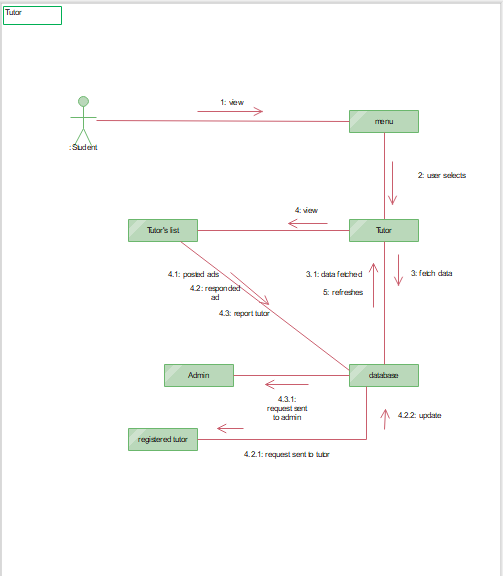 Tutor
1: view
menu
: Student
2: user selects
4: view
Tutor's list
Tutor
4.1: posted ads
3.1: data fetched
3: fetch data
4.2: responded
ad
5: refreshes
4.3: report tutor
Admin
database
4.3.1:
request sent
to admin
4.2.2: update
registered tutor
4.2.1: request sent to tutor